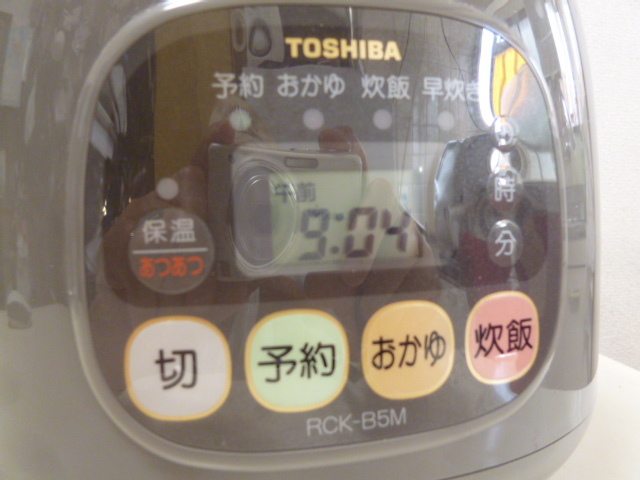 TOSHIBA
予約 おかゆ 炊飯 早炊き
午前
9:04
時
分
保温
あつあつ
切 予約 おかゆ 炊飯
RCK-B5M